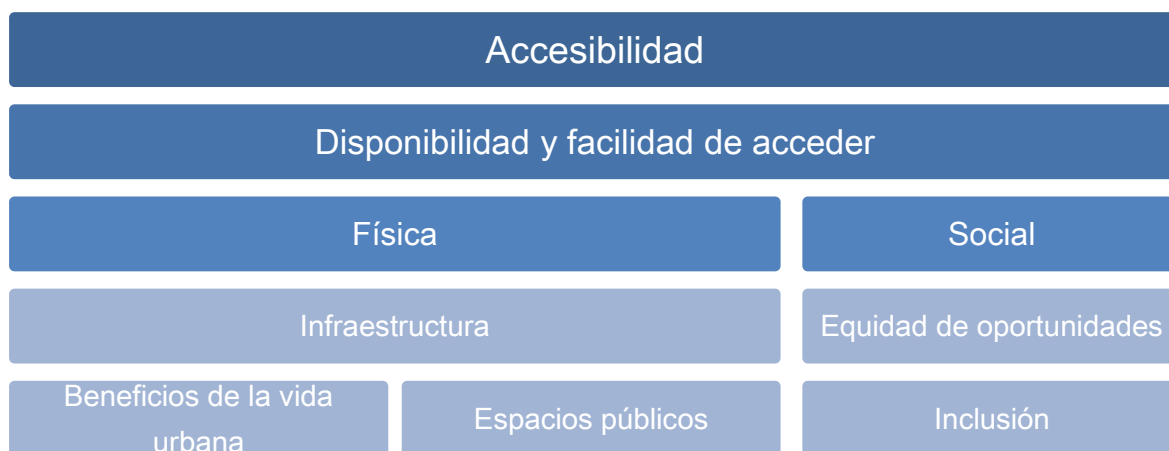 Accesibilidad
Disponibilidad y facilidad de acceder
Física
Social
Infraestructura
Equidad de oportunidades
Beneficios de la vida
urbana
Espacios públicos
Inclusión